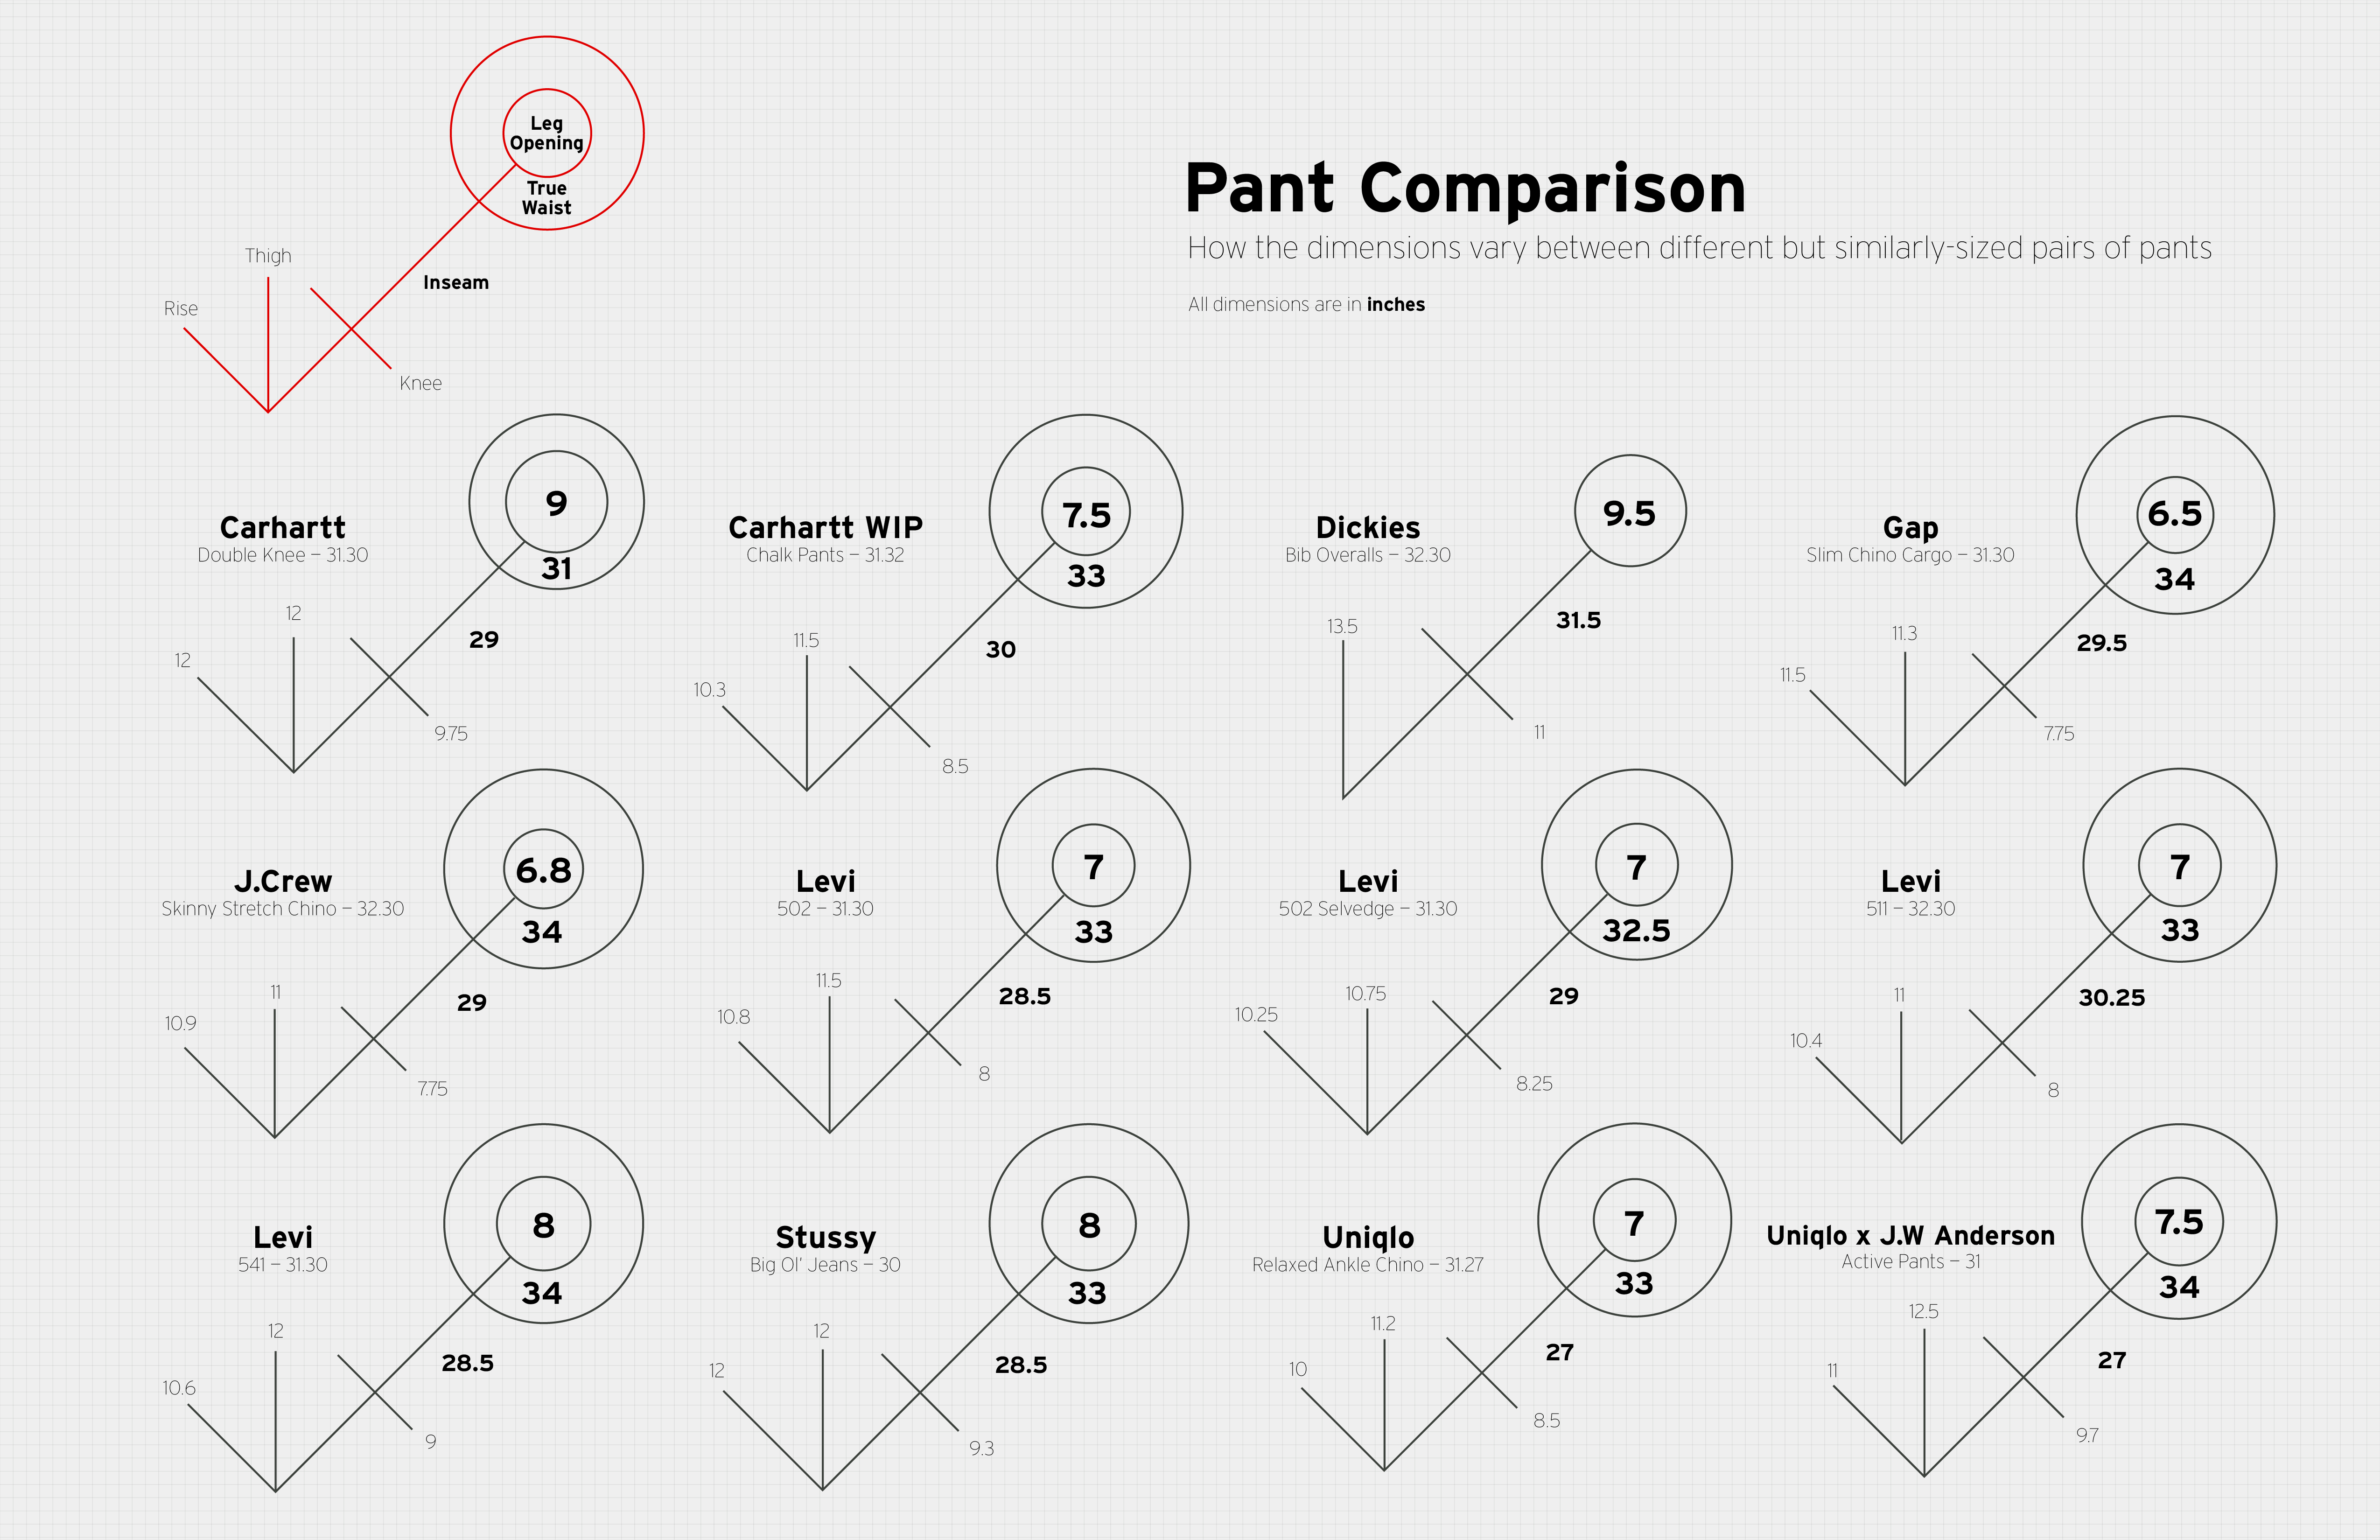 Leg
Opening
True
Waist
Thigh
Inseam
Rise
Knee
Pant Comparison
How the dimensions vary between different but similarly-sized pairs of pants
All dimensions are in inches
Carhartt
Double Knee – 31.30
9
31
29
12
12
9.75
Carhartt WIP
Chalk Pants – 31.32
7.5
33
30
11.5
10.3
8.5
Dickies
Bib Overalls – 32.30
9.5
31.5
13.5
11
Gap
Slim Chino Cargo – 31.30
6.5
34
29.5
11.3
11.5
7.75
J.Crew
Skinny Stretch Chino – 32.30
6.8
34
29
11
10.9
7.75
Levi
502 – 31.30
7
33
28.5
11.5
10.8
8
Levi
502 Selvedge – 31.30
7
32.5
29
10.75
10.25
8.25
Levi
511 – 32.30
7
33
30.25
11
10.4
8
Levi
541 – 31.30
8
34
28.5
12
10.6
9
Stussy
Big Ol' Jeans – 30
8
33
28.5
12
12
9.3
Uniqlo
Relaxed Ankle Chino – 31.27
7
33
27
11.2
10
8.5
Uniqlo x J.W Anderson
Active Pants – 31
7.5
34
27
12.5
11
9.7